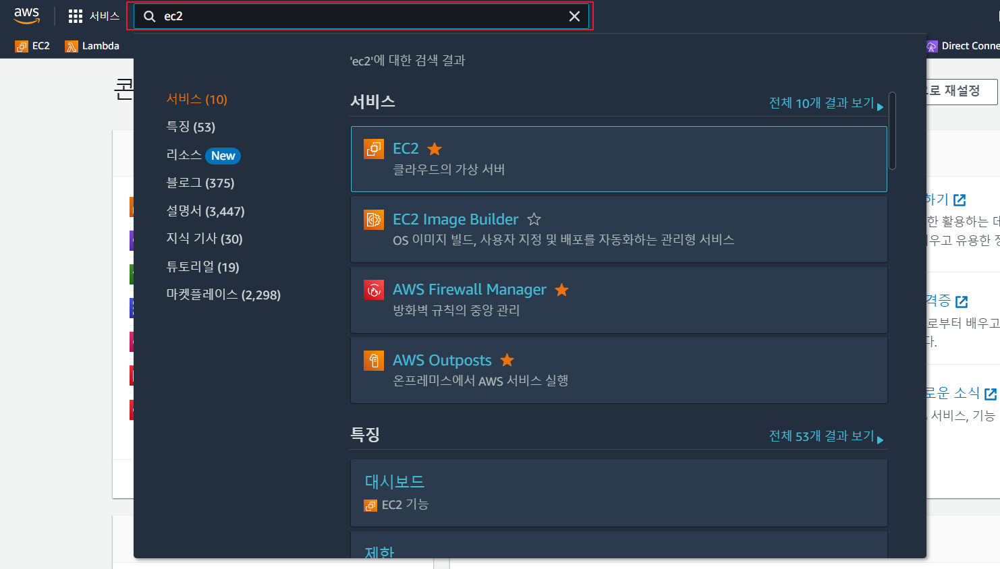 aws
서비스
ec2
EC2
Lambda
Direct Conne
'ec2'에 대한 검색 결과
콘
로 재설정
서비스 (10)
특징 (53)
리소스 New
블로그 (375)
설명서 (3,447)
지식 기사 (30)
튜토리얼 (19)
마켓플레이스 (2,298)
서비스
전체 10개 결과 보기
EC2
클라우드의 가상 서버
EC2 Image Builder
OS 이미지 빌드, 사용자 지정 및 배포를 자동화하는 관리형 서비스
AWS Firewall Manager
방화벽 규칙의 중앙 관리
AWS Outposts
온프레미스에서 AWS 서비스 실행
특징
전체 53개 결과 보기
대시보드
EC2 기능
제한
하기
한 활용하는 데
우고 유용한 정
격증
로부터 배우고
다.
로운 소식
서비스, 기능